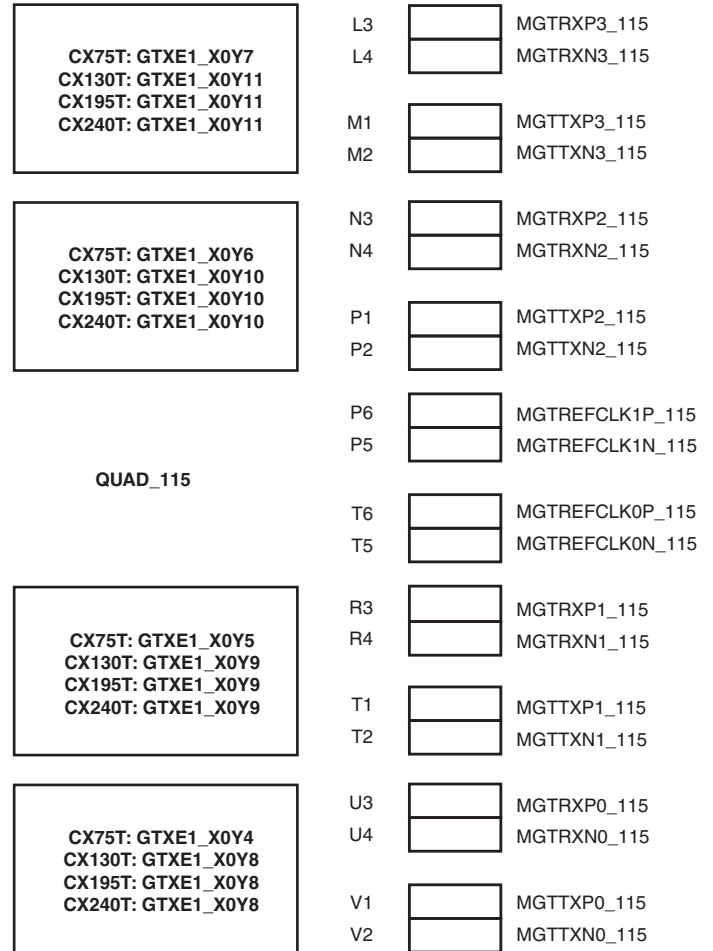 L3 MGTRXP3_115
L4 MGTRXN3_115
CX75T: GTXE1_X0Y7
CX130T: GTXE1_X0Y11
CX195T: GTXE1_X0Y11
CX240T: GTXE1_X0Y11
M1 MGTTXP3_115
M2 MGTTXN3_115
N3 MGTRXP2_115
N4 MGTRXN2_115
CX75T: GTXE1_X0Y6
CX130T: GTXE1_X0Y10
CX195T: GTXE1_X0Y10
CX240T: GTXE1_X0Y10
P1 MGTTXP2_115
P2 MGTTXN2_115
P6 MGTREFCLK1P_115
P5 MGTREFCLK1N_115
QUAD_115
T6 MGTREFCLK0P_115
T5 MGTREFCLK0N_115
R3 MGTRXP1_115
R4 MGTRXN1_115
CX75T: GTXE1_X0Y5
CX130T: GTXE1_X0Y9
CX195T: GTXE1_X0Y9
CX240T: GTXE1_X0Y9
T1 MGTTXP1_115
T2 MGTTXN1_115
U3 MGTRXP0_115
U4 MGTRXN0_115
CX75T: GTXE1_X0Y4
CX130T: GTXE1_X0Y8
CX195T: GTXE1_X0Y8
CX240T: GTXE1_X0Y8
V1 MGTTXP0_115
V2 MGTTXN0_115